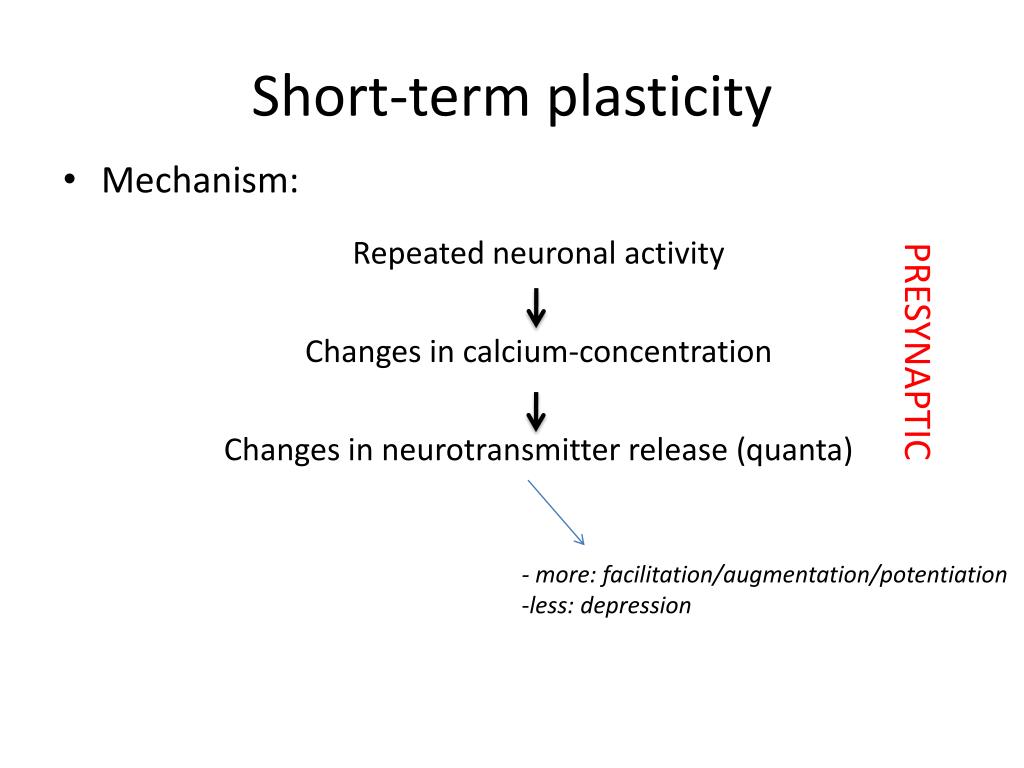 Short-term plasticity
• Mechanism:
Repeated neuronal activity
PRESYNAPTIC
Changes in calcium-concentration
Changes in neurotransmitter release (quanta)
- more: facilitation/augmentation/potentiation
-less: depression